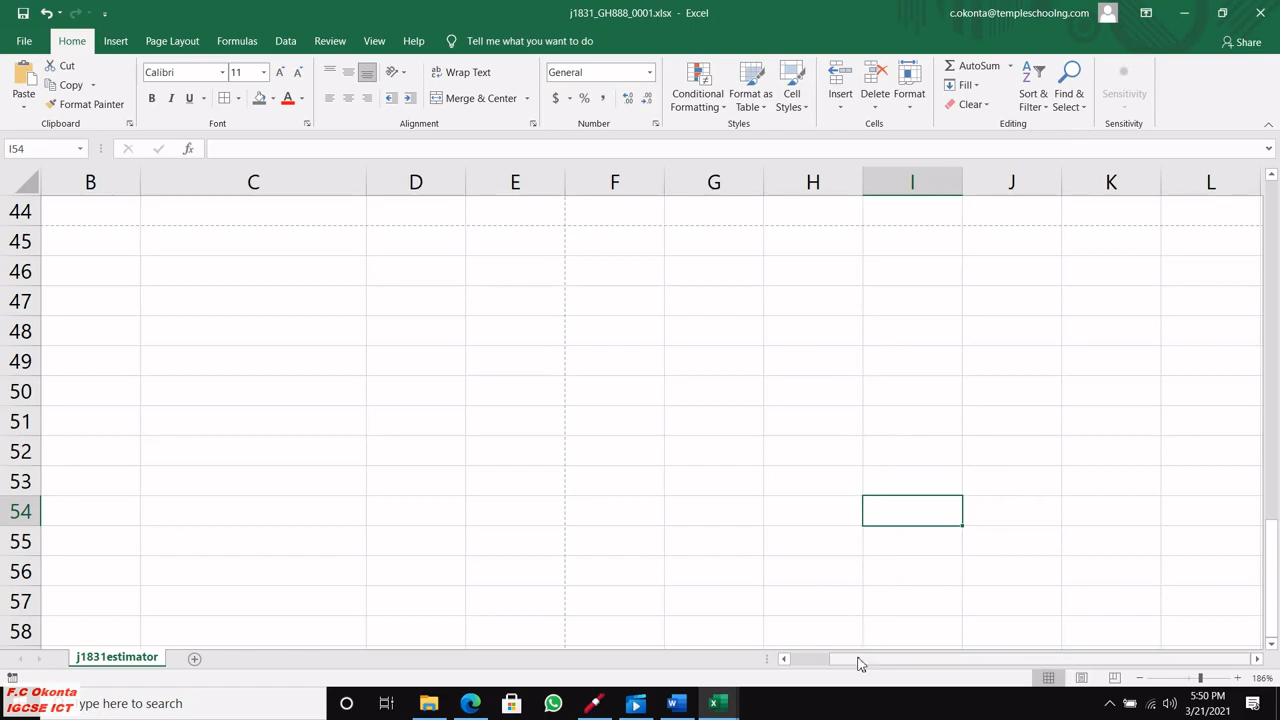 j1831_GH888_0001.xlsx - Excel
c.okonta@templeschoolng.com
File Home Insert Page Layout Formulas Data Review View Help Tell me what you want to do Share
Paste
Cut
Copy
Format Painter
Clipboard
Calibri 11
B I U
Font
Wrap Text
Merge & Center
Alignment
General
$ % ,
Number
Conditional Formatting
Format as Table
Cell Styles
Styles
Insert
Delete
Format
Cells
AutoSum
Fill
Clear
Sort & Filter
Find & Select
Editing
Sensitivity
Sensitivity
I54 fx
B C D E F G H I J K L
44
45
46
47
48
49
50
51
52
53
54
55
56
57
58
j1831estimator
186%
F.C Okonta
IGCSE ICT
ype here to search
5:50 PM
3/21/2021